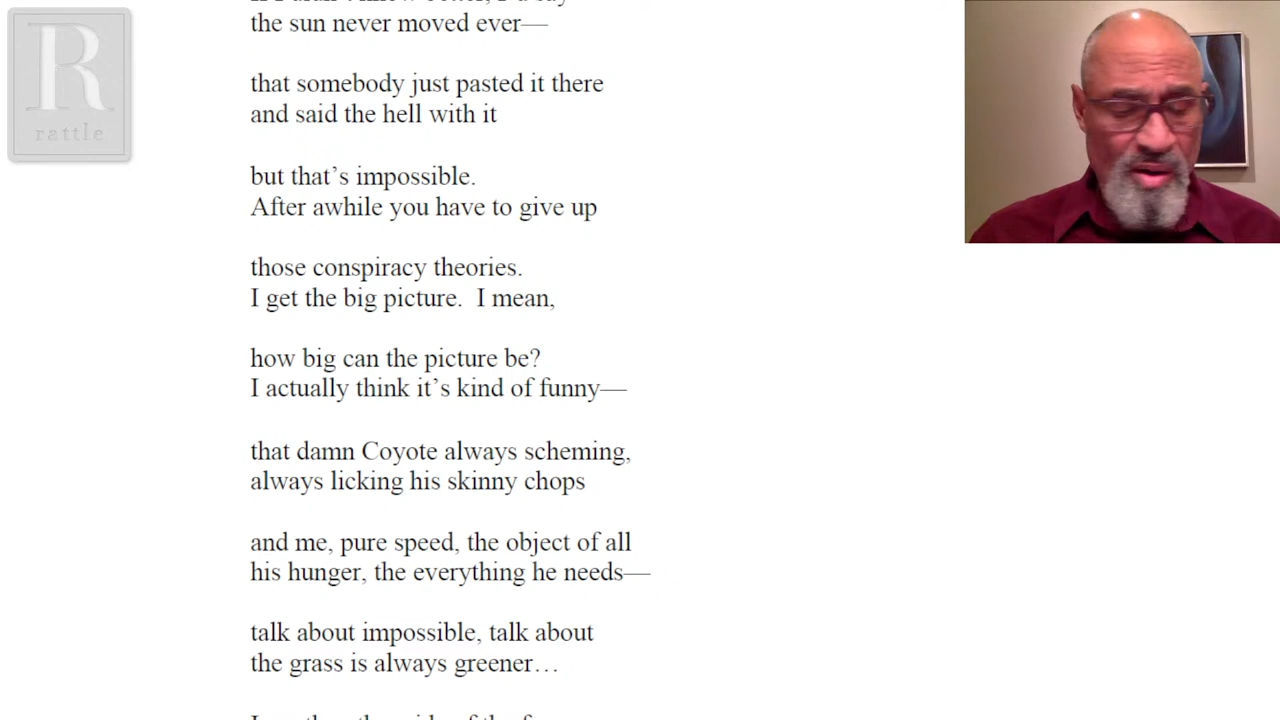 R
rattle
the sun never moved ever—
that somebody just pasted it there
and said the hell with it
but that’s impossible.
After awhile you have to give up
those conspiracy theories.
I get the big picture.  I mean,
how big can the picture be?
I actually think it’s kind of funny—
that damn Coyote always scheming,
always licking his skinny chops
and me, pure speed, the object of all
his hunger, the everything he needs—
talk about impossible, talk about
the grass is always greener…